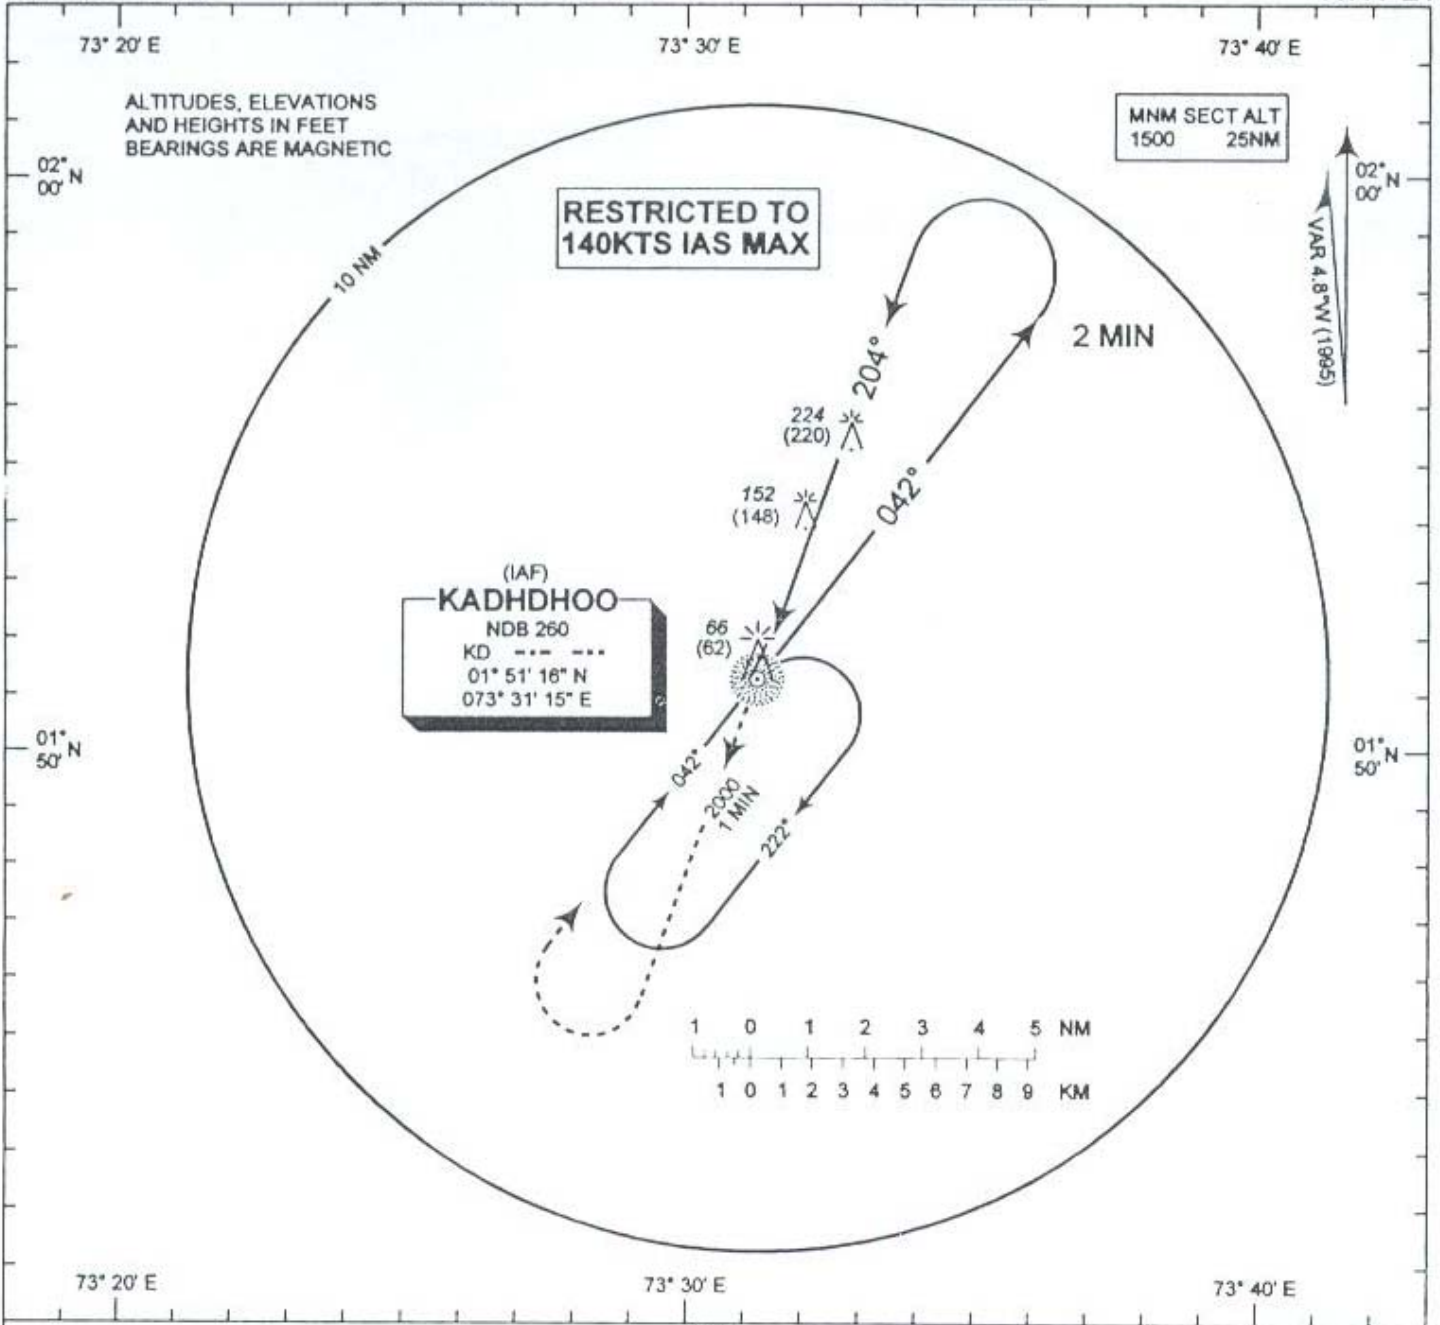 73° 20' E
73° 30' E
73° 40' E
ALTITUDES, ELEVATIONS
AND HEIGHTS IN FEET
BEARINGS ARE MAGNETIC
MNM SECT ALT
1500 25NM
02°
00' N
02°
00' N
RESTRICTED TO
140KTS IAS MAX
10 NM
VAR 4.8°W (1995)
2 MIN
204°
224
(220)
042°
152
(148)
(IAF)
KADHDHOO
NDB 260
KD
01° 51' 16" N
073° 31' 15" E
66
(62)
01°
50' N
01°
50' N
042°
2000
1 MIN
222°
1 0 1 2 3 4 5 NM
1 0 1 2 3 4 5 6 7 8 9 KM
73° 20' E
73° 30' E
73° 40' E